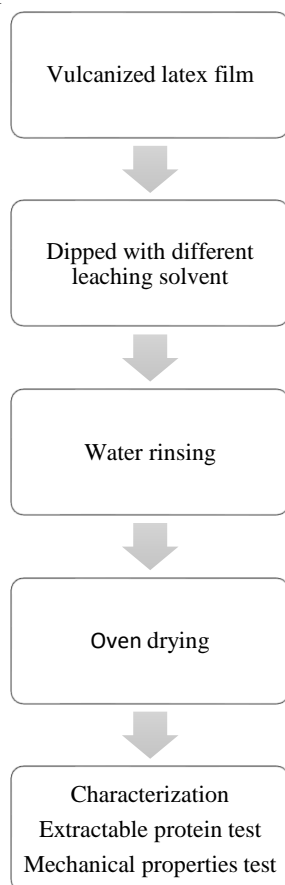 Vulcanized latex film
Dipped with different
leaching solvent
Water rinsing
Oven drying
Characterization
Extractable protein test
Mechanical properties test